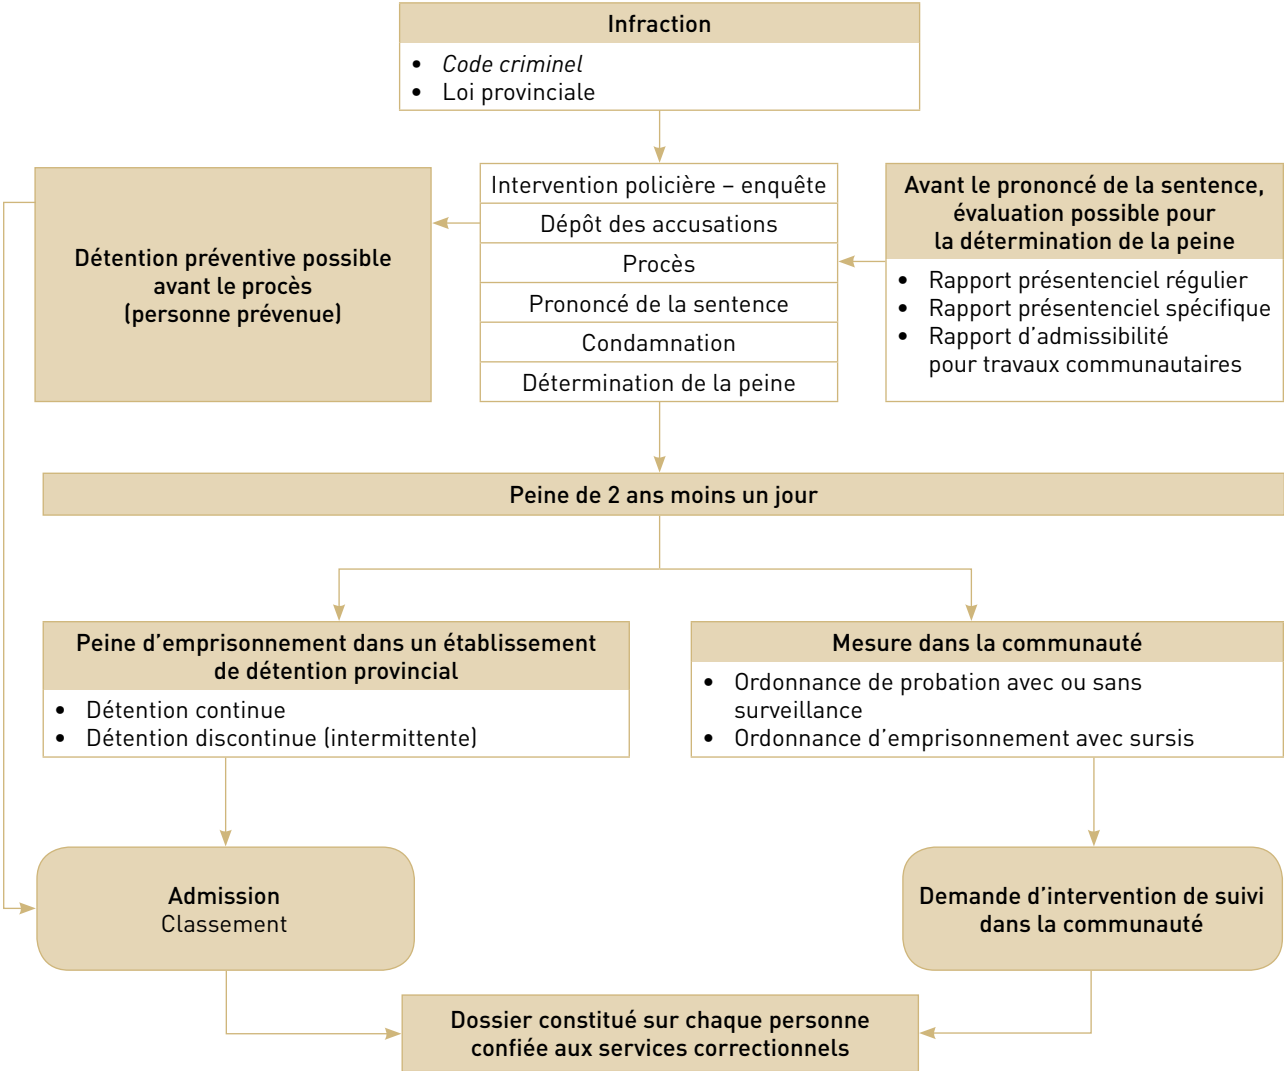 Infraction
• Code criminel
• Loi provinciale
Détention préventive possible
avant le procès
(personne prévenue)
Intervention policière – enquête
Dépôt des accusations
Procès
Prononcé de la sentence
Condamnation
Détermination de la peine
Avant le prononcé de la sentence,
évaluation possible pour
la détermination de la peine
• Rapport présentenciel régulier
• Rapport présentenciel spécifique
• Rapport d’admissibilité
pour travaux communautaires
Peine de 2 ans moins un jour
Peine d’emprisonnement dans un établissement
de détention provincial
• Détention continue
• Détention discontinue (intermittente)
Mesure dans la communauté
• Ordonnance de probation avec ou sans
surveillance
• Ordonnance d’emprisonnement avec sursis
Admission
Classement
Demande d’intervention de suivi
dans la communauté
Dossier constitué sur chaque personne
confiée aux services correctionnels